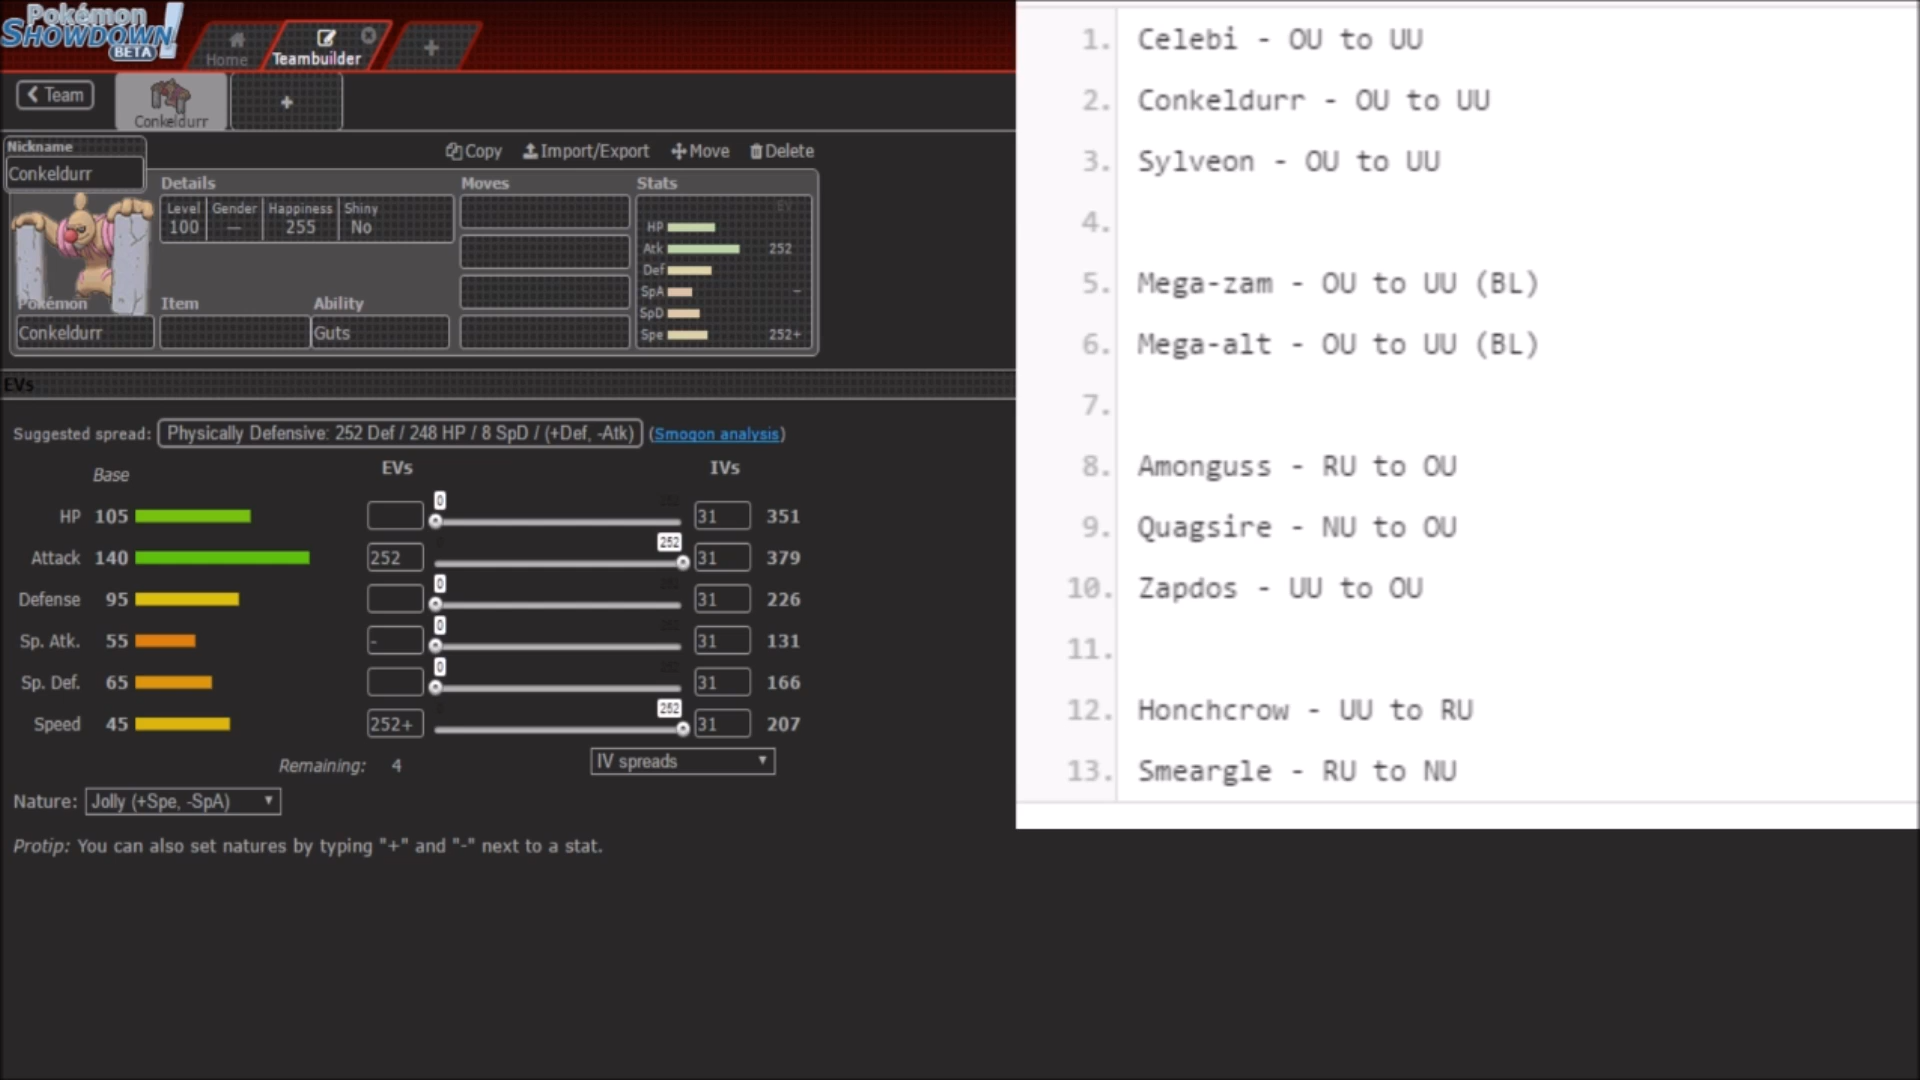 Pokémon
SHOWDOWN!
BETA
Home
Teambuilder
+
< Team
Conkeldurr
+
Nickname
Conkeldurr
Copy Import/Export Move Delete
Details
Moves
Stats
Level Gender Happiness Shiny
100 — 255 No
EV
HP
Atk 252
Def
SpA –
SpD
Spe 252+
Pokémon
Item
Ability
Conkeldurr
Guts
EVs
Suggested spread: Physically Defensive: 252 Def / 248 HP / 8 SpD / (+Def, -Atk) (Smogon analysis)
Base EVs IVs
HP 105 0 252 31 351
Attack 140 252 252 31 379
Defense 95 0 252 31 226
Sp. Atk. 55 - 0 252 31 131
Sp. Def. 65 0 252 31 166
Speed 45 252+ 252 31 207
Remaining: 4
IV spreads
Nature: Jolly (+Spe, -SpA)
Protip: You can also set natures by typing "+" and "-" next to a stat.
1. Celebi - OU to UU
2. Conkeldurr - OU to UU
3. Sylveon - OU to UU
4.
5. Mega-zam - OU to UU (BL)
6. Mega-alt - OU to UU (BL)
7.
8. Amonguss - RU to OU
9. Quagsire - NU to OU
10. Zapdos - UU to OU
11.
12. Honchcrow - UU to RU
13. Smeargle - RU to NU